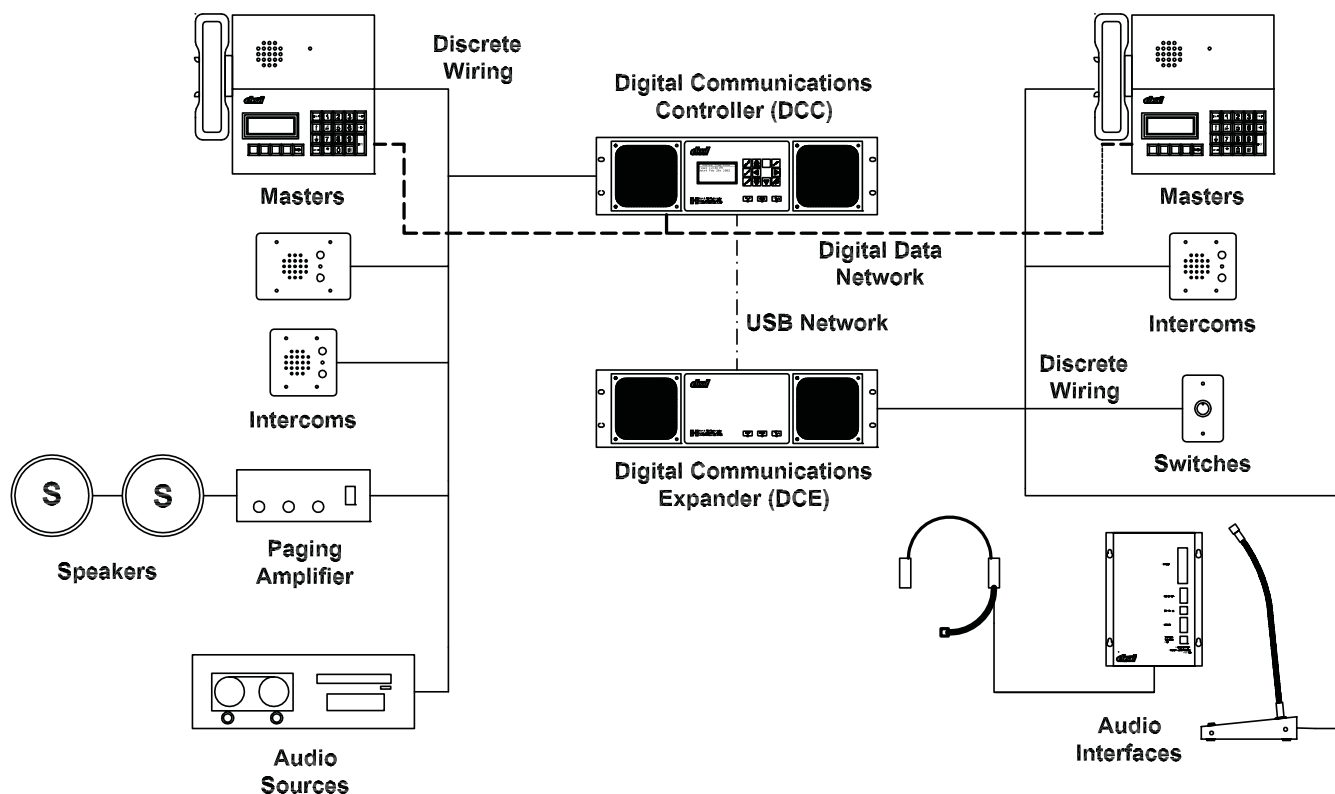 Discrete
Wiring
Digital Communications
Controller (DCC)
Masters
Masters
Digital Data
Network
USB Network
Intercoms
Discrete
Wiring
Intercoms
Switches
Digital Communications
Expander (DCE)
S
S
Speakers
Paging
Amplifier
Audio
Interfaces
Audio
Sources